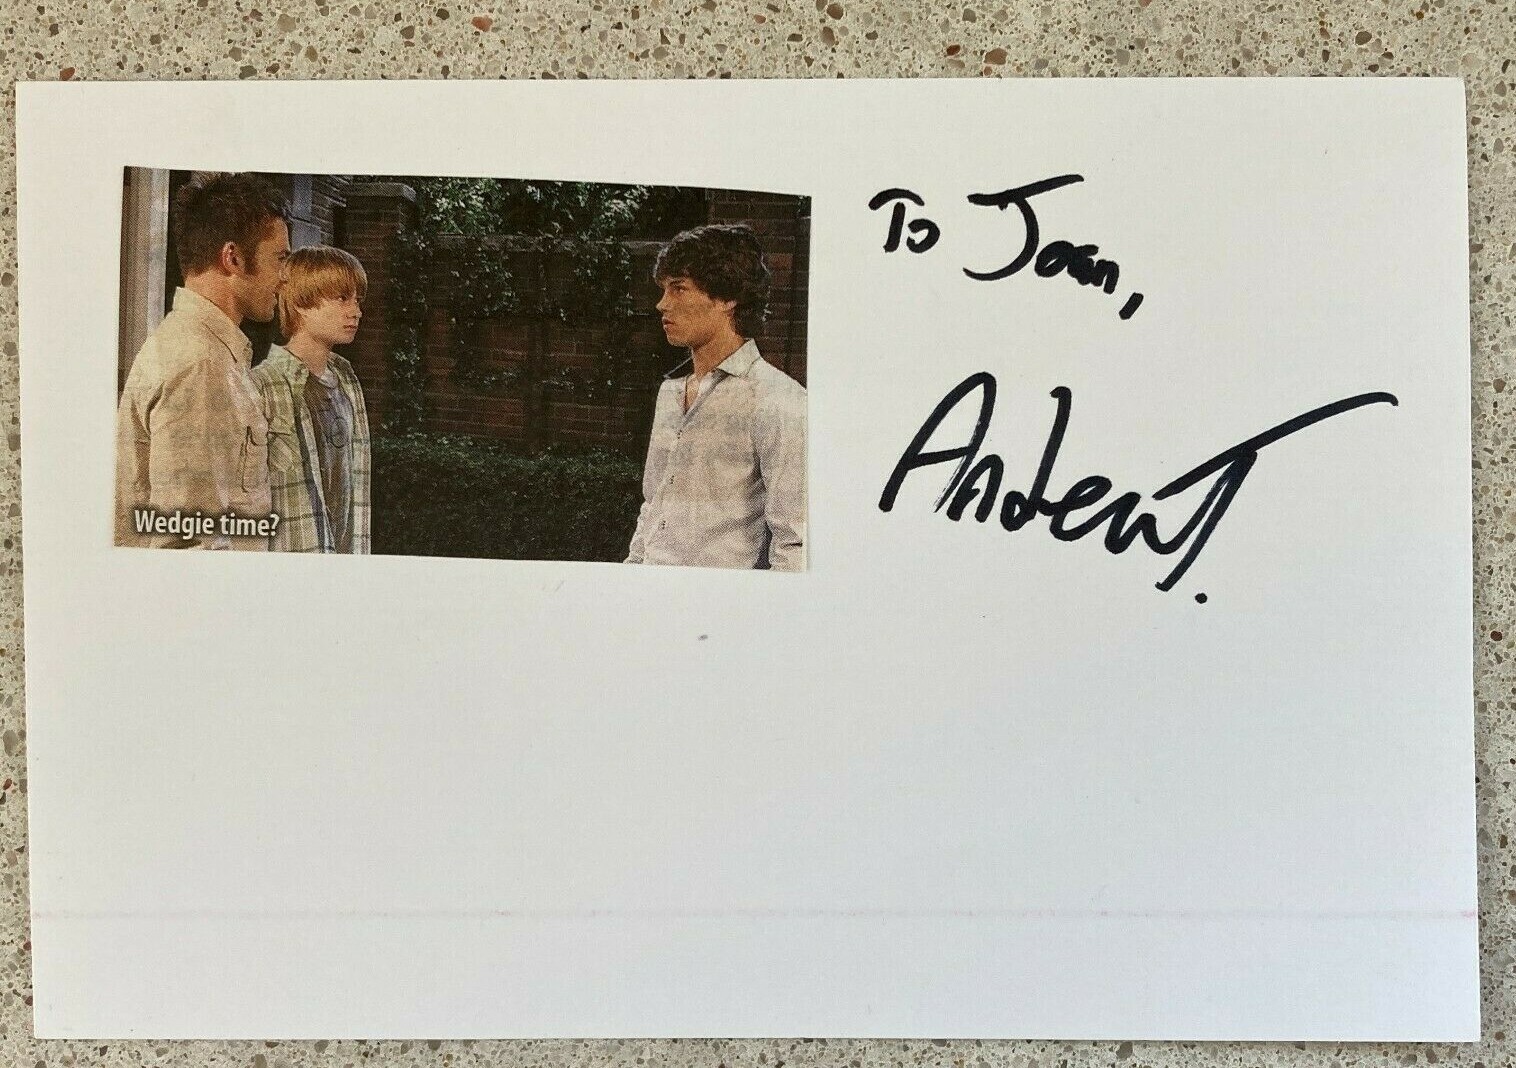 Wedgie time?
To Joan,
Andrew T.